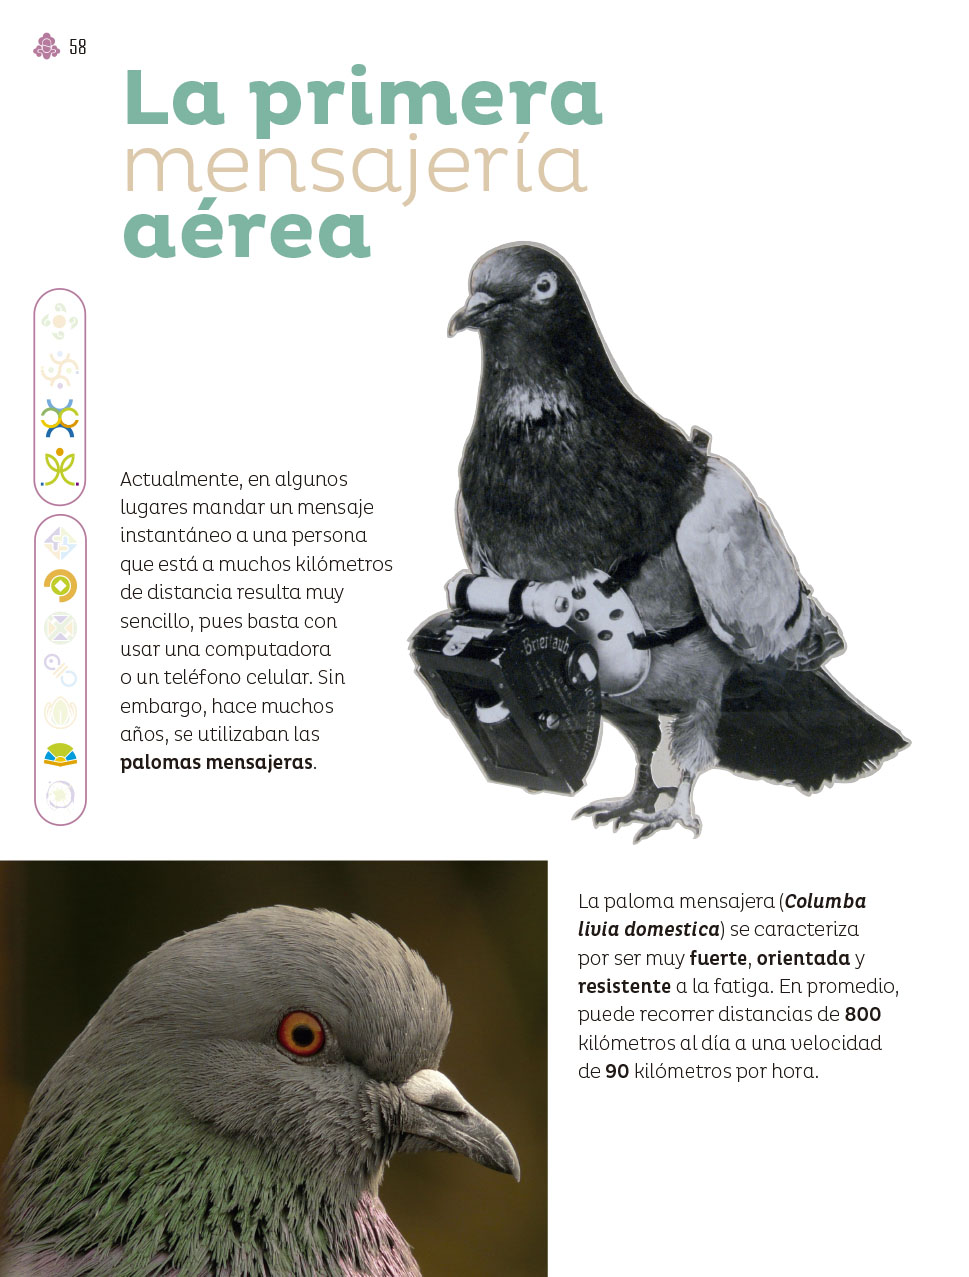 58
La primera
mensajería
aérea
Actualmente, en algunos
lugares mandar un mensaje
instantáneo a una persona
que está a muchos kilómetros
de distancia resulta muy
sencillo, pues basta con
usar una computadora
o un teléfono celular. Sin
embargo, hace muchos
años, se utilizaban las
palomas mensajeras.
La paloma mensajera (Columba
livia domestica) se caracteriza
por ser muy fuerte, orientada y
resistente a la fatiga. En promedio,
puede recorrer distancias de 800
kilómetros al día a una velocidad
de 90 kilómetros por hora.